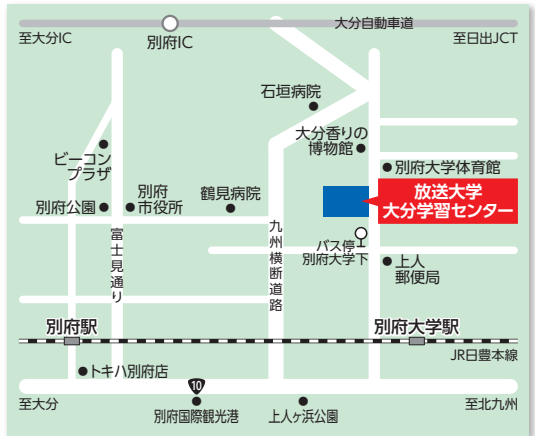 大分自動車道
至大分IC
別府IC
至日出JCT
石垣病院
大分香りの
博物館
ビーコン
プラザ
別府大学体育館
別府公園
別府
市役所
鶴見病院
放送大学
大分学習センター
富士見通り
九州横断道路
バス停
別府大学下
上人
郵便局
別府駅
別府大学駅
JR日豊本線
トキハ別府店
10
至大分
別府国際観光港
上人ヶ浜公園
至北九州